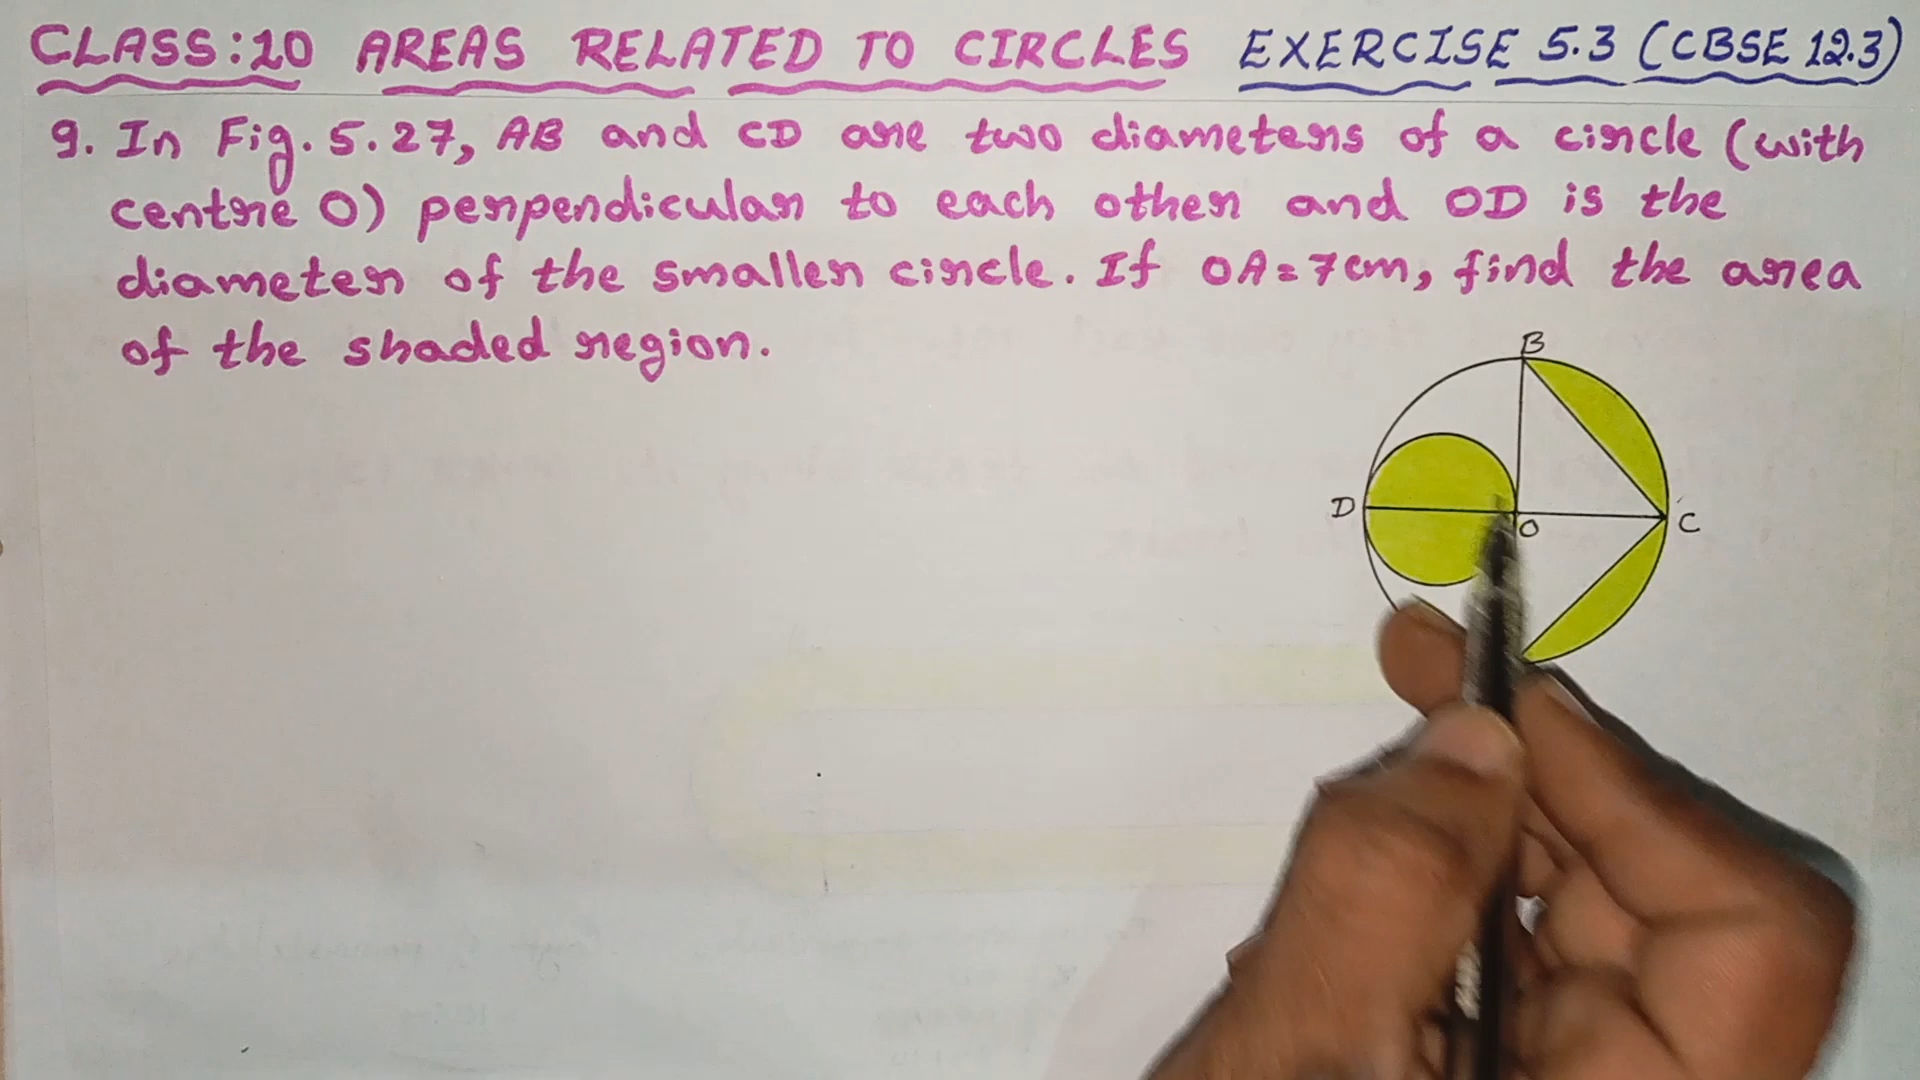 CLASS:10 AREAS RELATED TO CIRCLES EXERCISE 5.3 (CBSE 12.3)
9. In Fig. 5.27, AB and CD are two diameters of a circle (with
centre O) perpendicular to each other and OD is the
diameter of the smaller circle. If OA=7cm, find the area
of the shaded region.
B
D
O
C